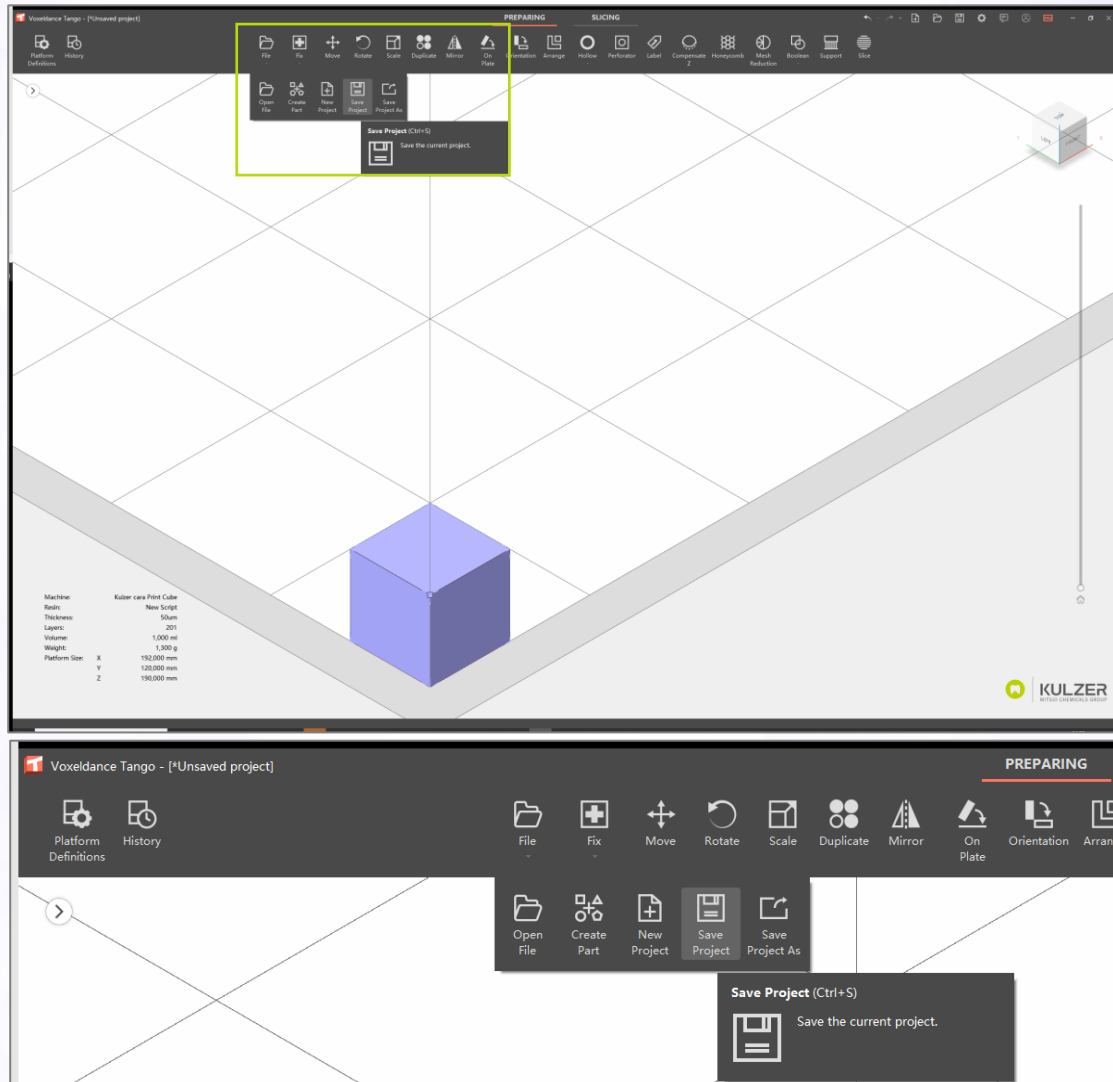 Voxeldance Tango - [*Unsaved project]
PREPARING
SLICING
Platform
Definitions
History
File
Fix
Move
Rotate
Scale
Duplicate
Mirror
On
Plate
Orientation
Arrange
Hollow
Perforator
Label
Compensate
Z
Honeycomb
Mesh
Reduction
Boolean
Support
Slice
Open
File
Create
Part
New
Project
Save
Project
Save
Project As
Save Project (Ctrl+S)
Save the current project.
LEFT
Machine: Kulzer cara Print Cube
Resin: New Script
Thickness: 50um
Layers: 201
Volume: 1,000 ml
Weight: 1,300 g
Platform Size: X 192,000 mm
Y 120,000 mm
Z 190,000 mm
KULZER
MITSUI CHEMICALS GROUP
Voxeldance Tango - [*Unsaved project]
PREPARING
Platform
Definitions
History
File
Fix
Move
Rotate
Scale
Duplicate
Mirror
On
Plate
Orientation
Arran
Open
File
Create
Part
New
Project
Save
Project
Save
Project As
Save Project (Ctrl+S)
Save the current project.